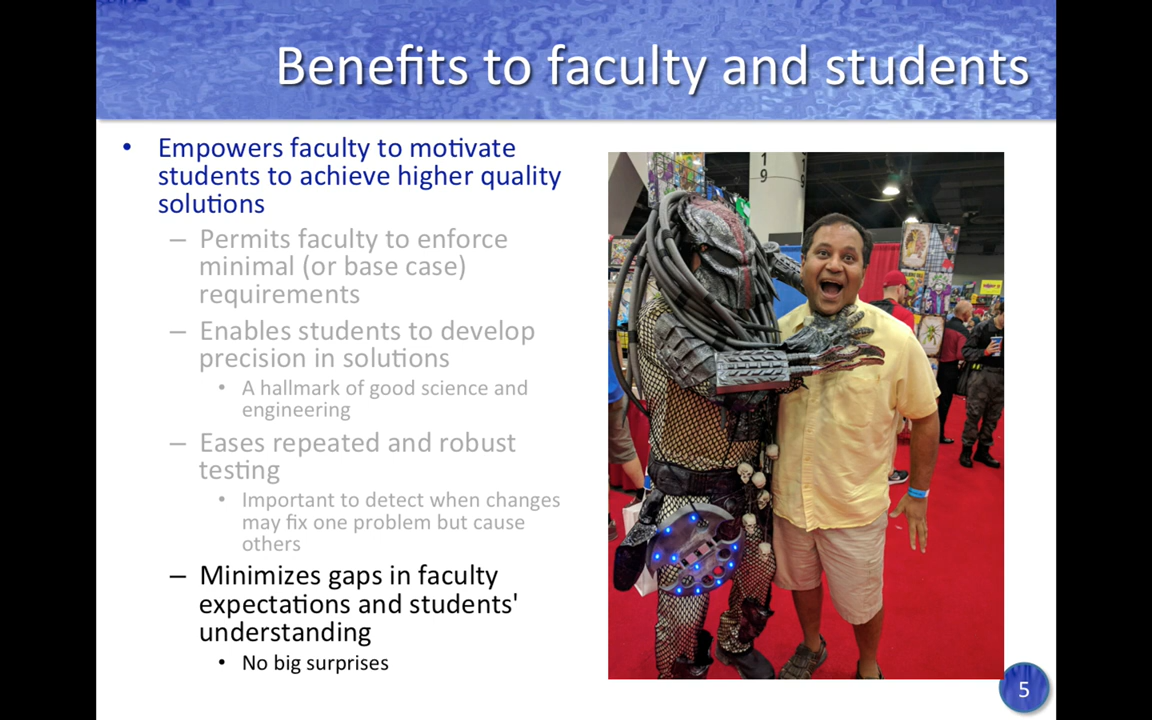 Benefits to faculty and students
• Empowers faculty to motivate
students to achieve higher quality
solutions
– Permits faculty to enforce
minimal (or base case)
requirements
– Enables students to develop
precision in solutions
• A hallmark of good science and
engineering
– Eases repeated and robust
testing
• Important to detect when changes
may fix one problem but cause
others
– Minimizes gaps in faculty
expectations and students'
understanding
• No big surprises
19
5